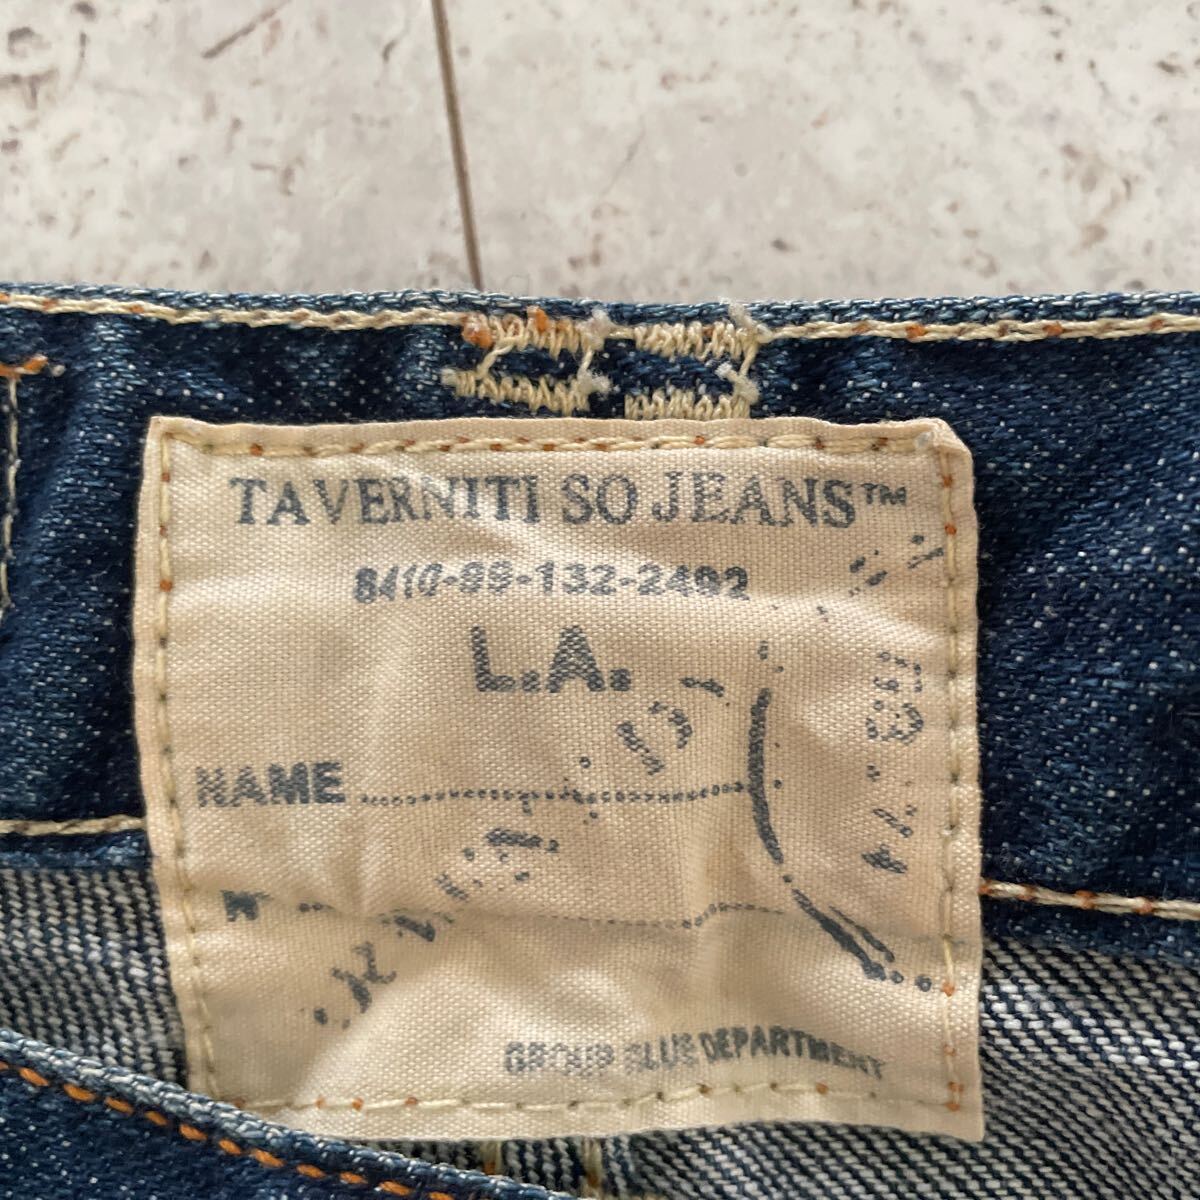 TAVERNITI SO JEANS™
8410-99-132-2492
L.A.
NAME
W
GROUP BLUE DEPARTMENT